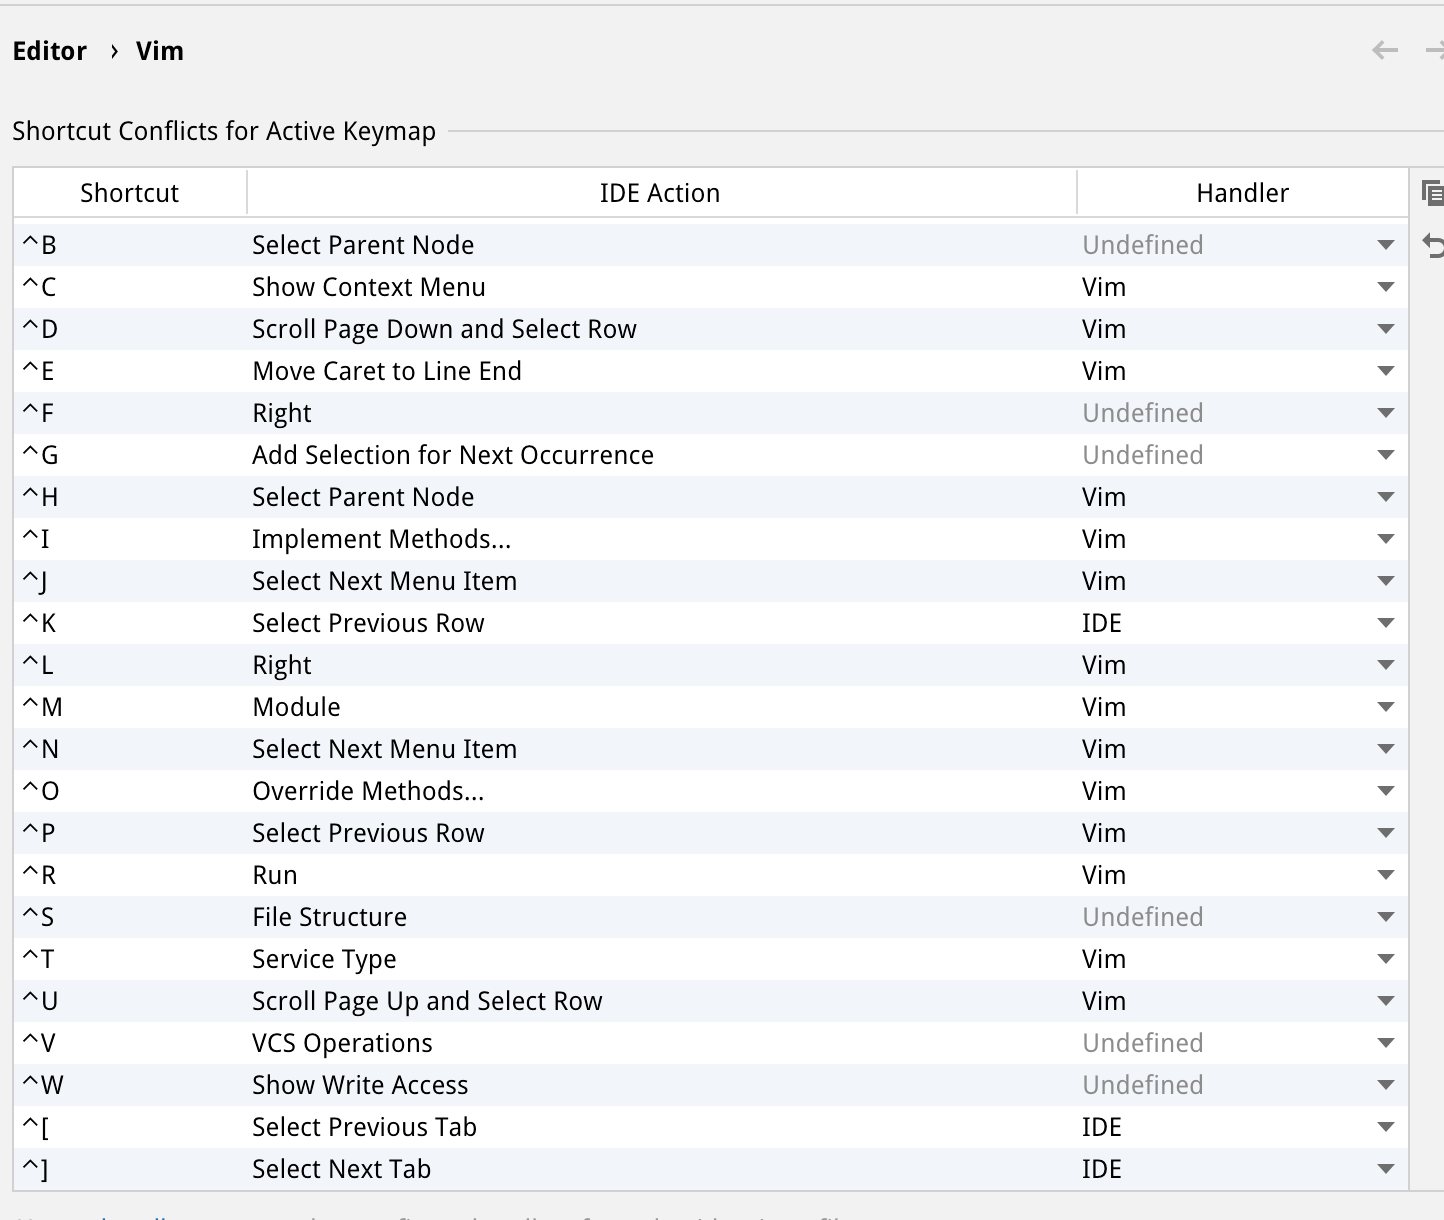 Editor › Vim
Shortcut Conflicts for Active Keymap
Shortcut IDE Action Handler
^B Select Parent Node Undefined
^C Show Context Menu Vim
^D Scroll Page Down and Select Row Vim
^E Move Caret to Line End Vim
^F Right Undefined
^G Add Selection for Next Occurrence Undefined
^H Select Parent Node Vim
^I Implement Methods... Vim
^J Select Next Menu Item Vim
^K Select Previous Row IDE
^L Right Vim
^M Module Vim
^N Select Next Menu Item Vim
^O Override Methods... Vim
^P Select Previous Row Vim
^R Run Vim
^S File Structure Undefined
^T Service Type Vim
^U Scroll Page Up and Select Row Vim
^V VCS Operations Undefined
^W Show Write Access Undefined
^[ Select Previous Tab IDE
^] Select Next Tab IDE